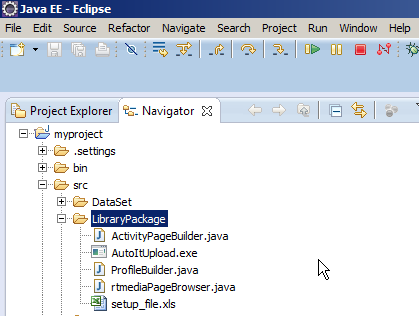 Java EE - Eclipse
File Edit Source Refactor Navigate Search Project Run Window Help
Project Explorer Navigator
myproject
.settings
bin
src
DataSet
LibraryPackage
ActivityPageBuilder.java
AutoItUpload.exe
ProfileBuilder.java
rtmediaPageBrowser.java
setup_file.xls